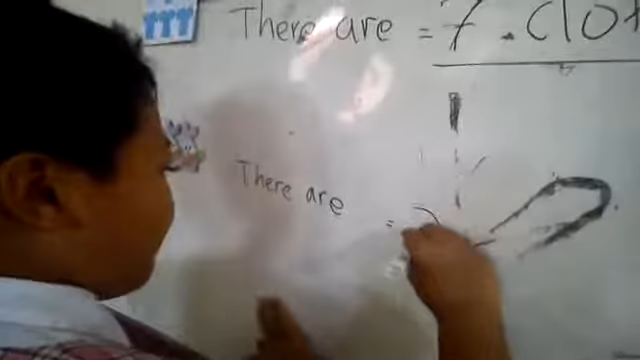 There are = 7. clot
There are =